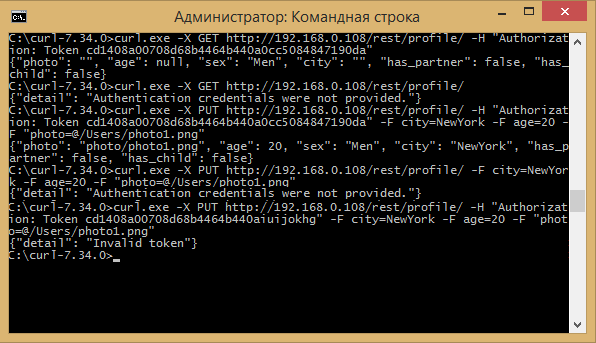 Администратор: Командная строка
C:\curl-7.34.0>curl.exe -X GET http://192.168.0.108/rest/profile/ -H "Authorizat
ion: Token cd1408a00708d68b4464b440a0cc5084847190da"
{"photo": "", "age": null, "sex": "Men", "city": "", "has_partner": false, "has_
child": false}
C:\curl-7.34.0>curl.exe -X GET http://192.168.0.108/rest/profile/
{"detail": "Authentication credentials were not provided."}
C:\curl-7.34.0>curl.exe -X PUT http://192.168.0.108/rest/profile/ -H "Authorizat
ion: Token cd1408a00708d68b4464b440a0cc5084847190da" -F city=NewYork -F age=20 -
F "photo=@/Users/photo1.png"
{"photo": "photo/photo1.png", "age": 20, "sex": "Men", "city": "NewYork", "has_p
artner": false, "has_child": false}
C:\curl-7.34.0>curl.exe -X PUT http://192.168.0.108/rest/profile/ -F city=NewYor
k -F age=20 -F "photo=@/Users/photo1.png"
{"detail": "Authentication credentials were not provided."}
C:\curl-7.34.0>curl.exe -X PUT http://192.168.0.108/rest/profile/ -H "Authorizat
ion: Token cd1408a00708d68b4464b440aiuijokhg" -F city=NewYork -F age=20 -F "phot
o=@/Users/photo1.png"
{"detail": "Invalid token"}
C:\curl-7.34.0>_